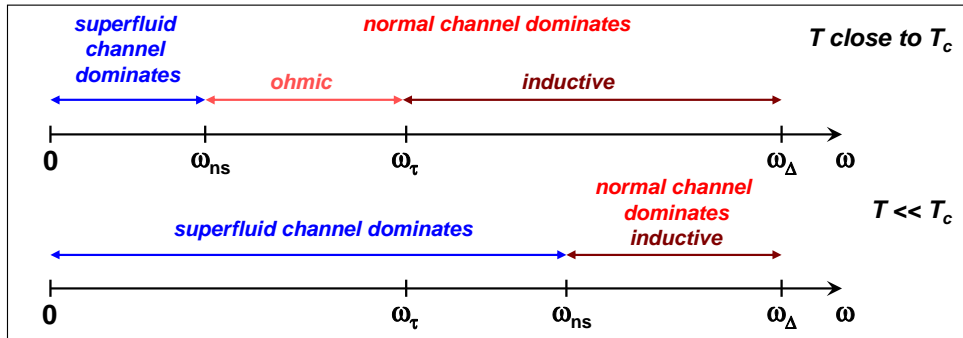 superfluid
channel
dominates
normal channel dominates
T close to Tc
ohmic
inductive
0
ωns
ωτ
ωΔ
ω
normal channel
dominates
inductive
T << Tc
superfluid channel dominates
0
ωτ
ωns
ωΔ
ω